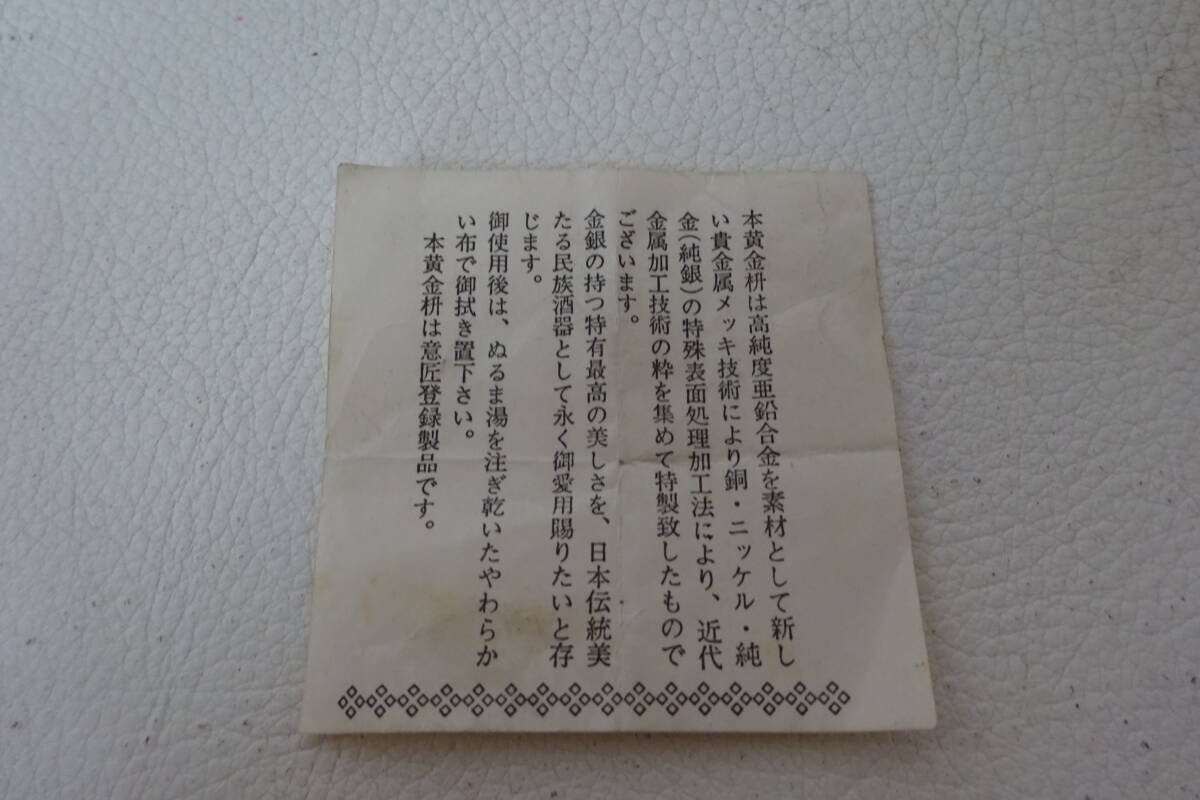 本黄金枡は高純度亜鉛合金を素材として新し
い貴金属メッキ技術により銅・ニッケル・純
金(純銀)の特殊表面処理加工法により、近代
金属加工技術の粋を集めて特製致したもので
ございます。
金銀の持つ特有最高の美しさを、日本伝統美
たる民族酒器として永く御愛用賜りたいと存
じます。
御使用後は、ぬるま湯を注ぎ乾いたやわらか
い布で御拭き置下さい。
本黄金枡は意匠登録製品です。